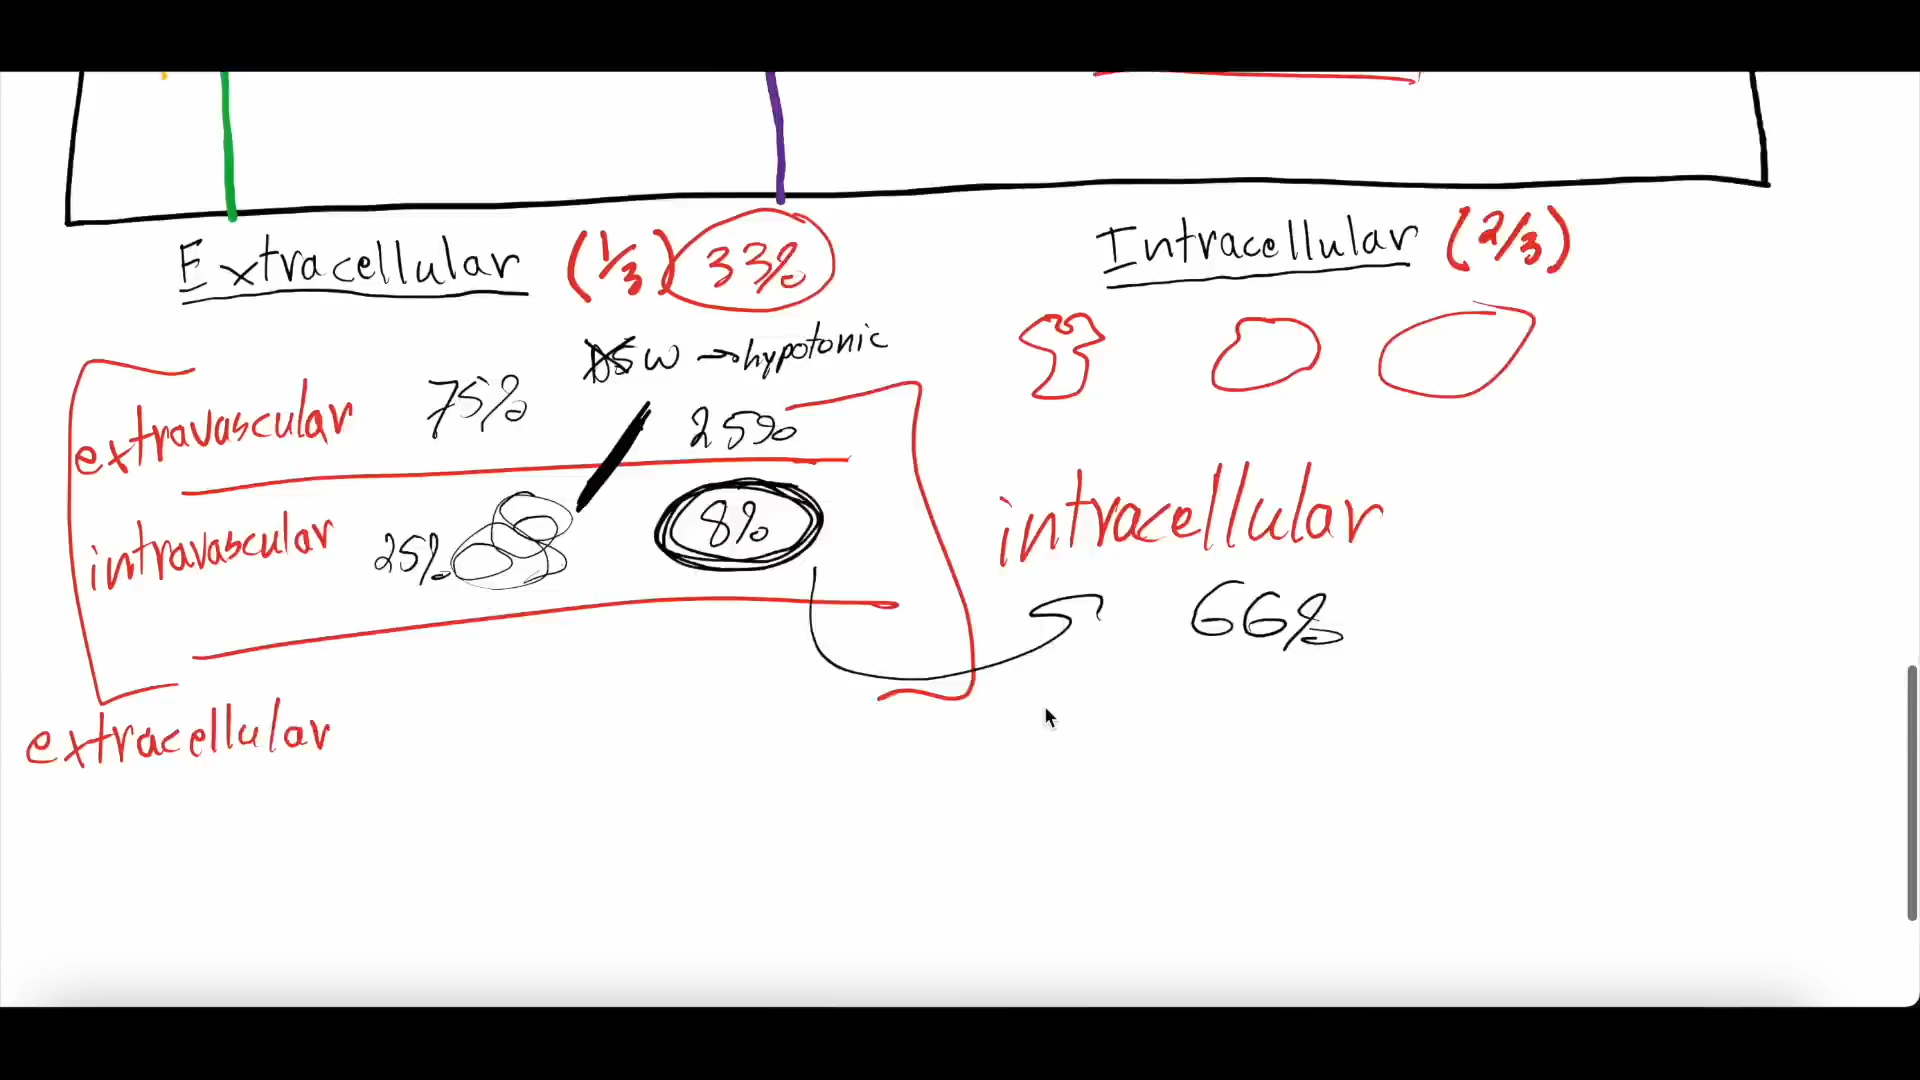 Extracellular (1/3) 33%
Intracellular (2/3)
D5W → hypotonic
extravascular 75% 25%
intravascular 25% 8%
intracellular
66%
extracellular